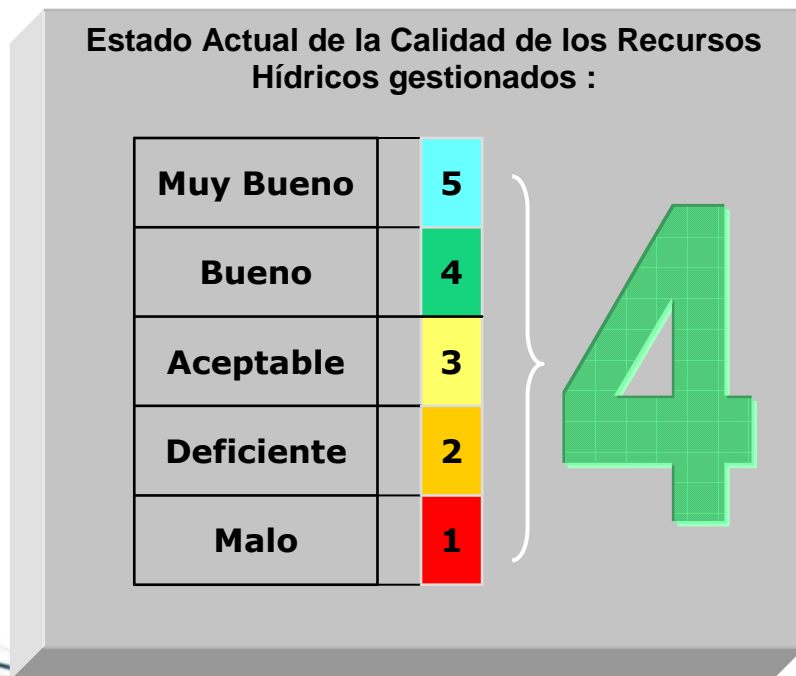 Estado Actual de la Calidad de los Recursos
Hídricos gestionados :
Muy Bueno 5
Bueno 4
Aceptable 3
Deficiente 2
Malo 1
4